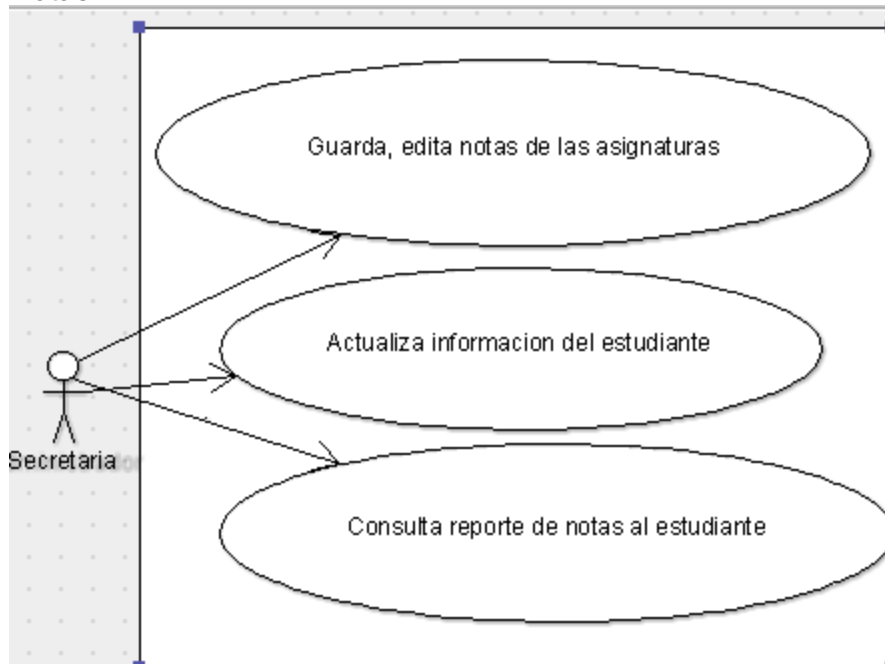 Guarda, edita notas de las asignaturas
Actualiza informacion del estudiante
Secretaria
Consulta reporte de notas al estudiante